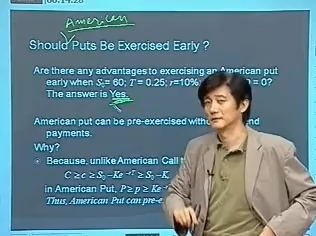 00:14:28
American
Should Puts Be Exercised Early ?
Are there any advantages to exercising an American put
early when S₀= 60; T = 0.25; r=10% = 0?
The answer is Yes.
American put can be pre-exercised
payments.
Why?
Because, unlike American Call
C ≥ c ≥ S₀–Ke⁻ʳᵀ ≥ S₀–K
in American Put, P ≥ p ≥ Ke
Thus, American Put can pre-e